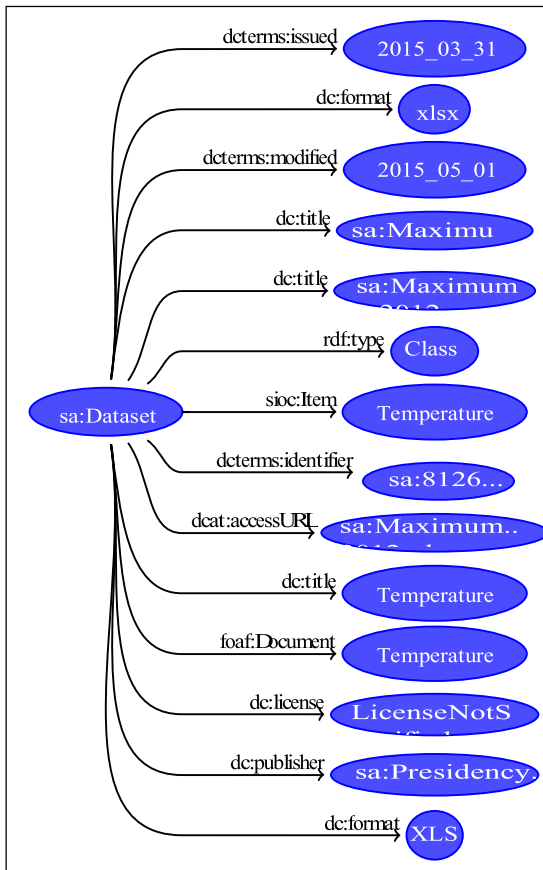 dcterms:issued
2015_03_31
dc:format
xlsx
dcterms:modified
2015_05_01
dc:title
sa:Maximu
dc:title
sa:Maximum
rdf:type
Class
sa:Dataset
sioc:Item
Temperature
dcterms:identifier
sa:8126...
dcat:accessURL
sa:Maximum..
dc:title
Temperature
foaf:Document
Temperature
dc:license
LicenseNotS
dc:publisher
sa:Presidency.
dc:format
XLS